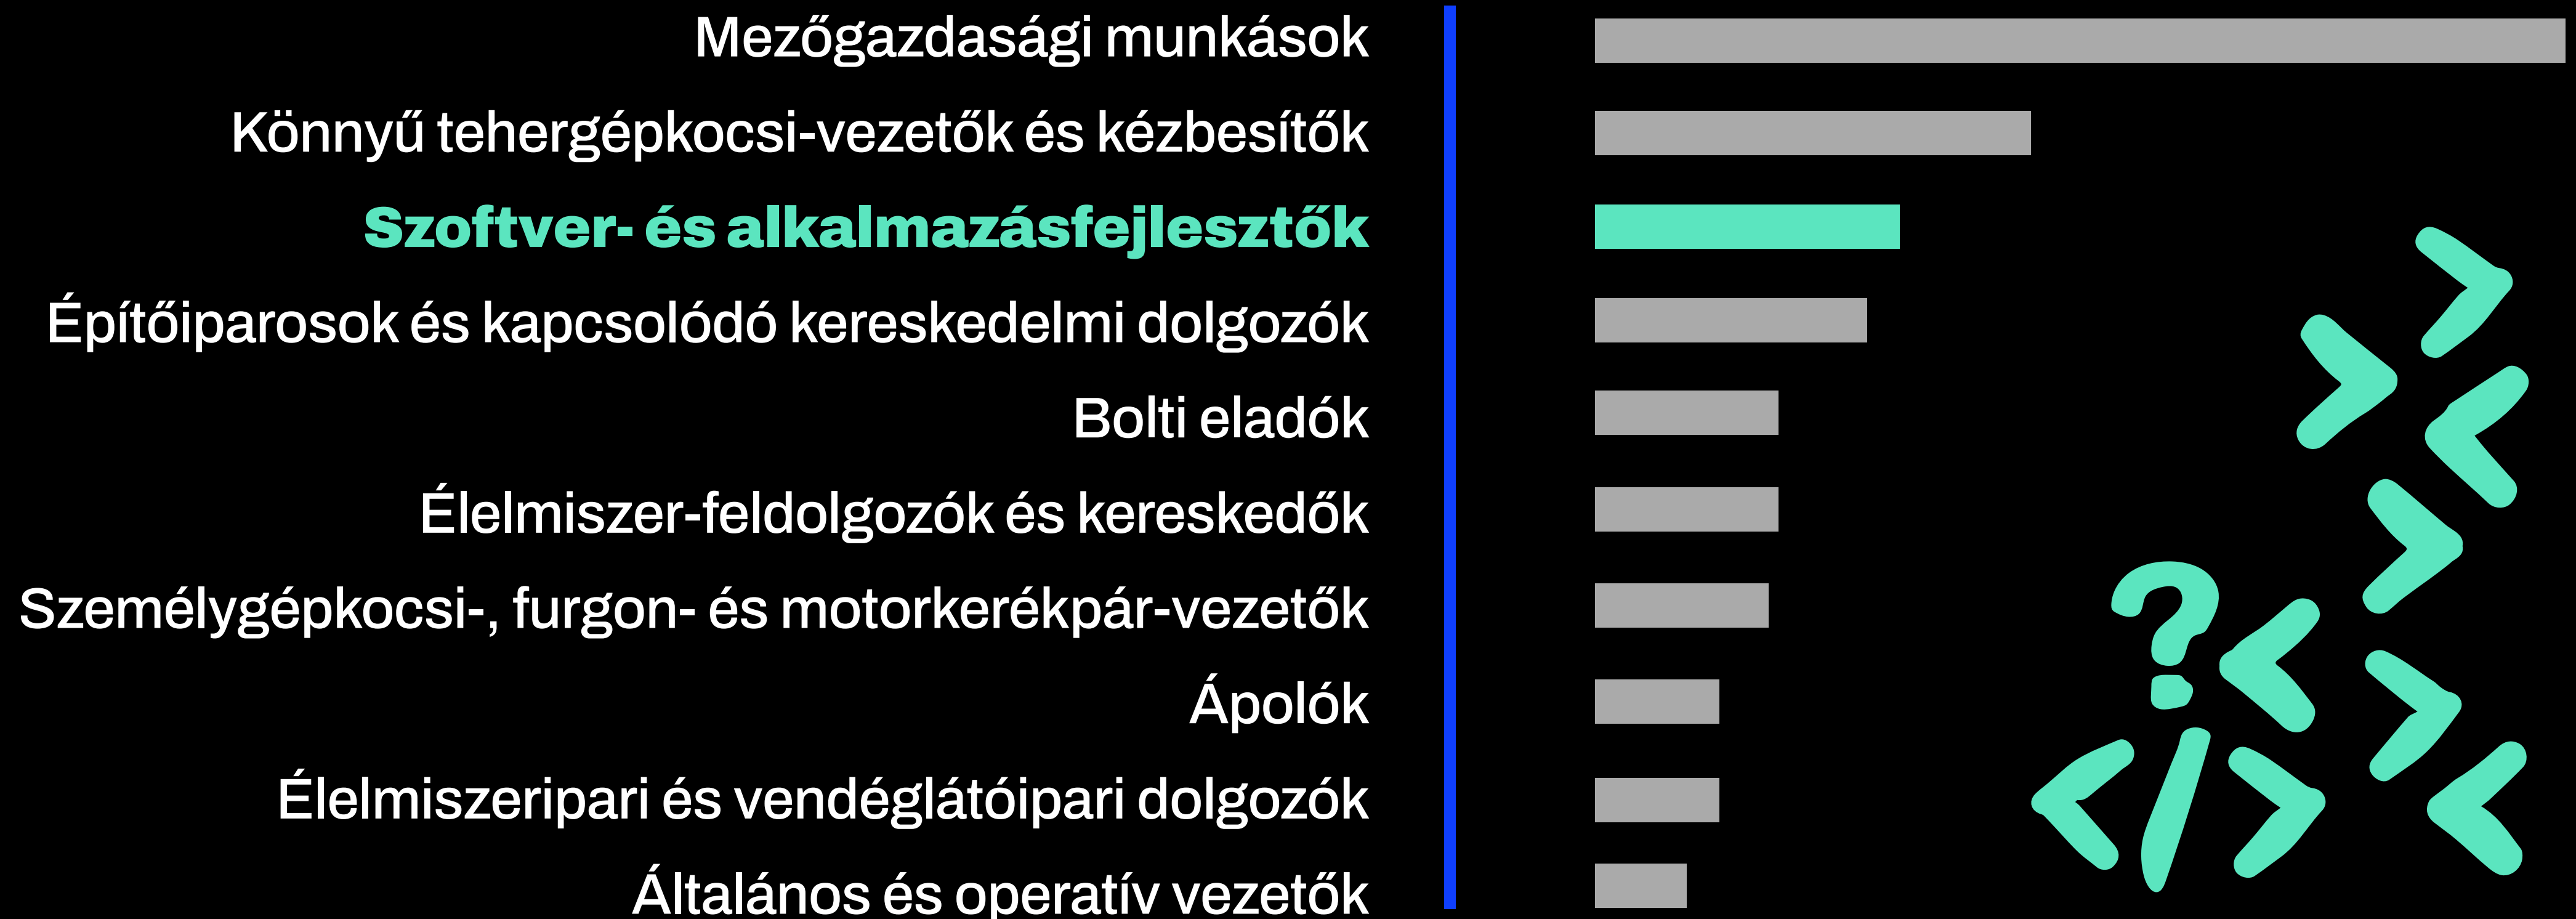 Mezőgazdasági munkások
Könnyű tehergépkocsi-vezetők és kézbesítők
Szoftver- és alkalmazásfejlesztők
Építőiparosok és kapcsolódó kereskedelmi dolgozók
Bolti eladók
Élelmiszer-feldolgozók és kereskedők
Személygépkocsi-, furgon- és motorkerékpár-vezetők
Ápolók
Élelmiszeripari és vendéglátóipari dolgozók
Általános és operatív vezetők
?
</>